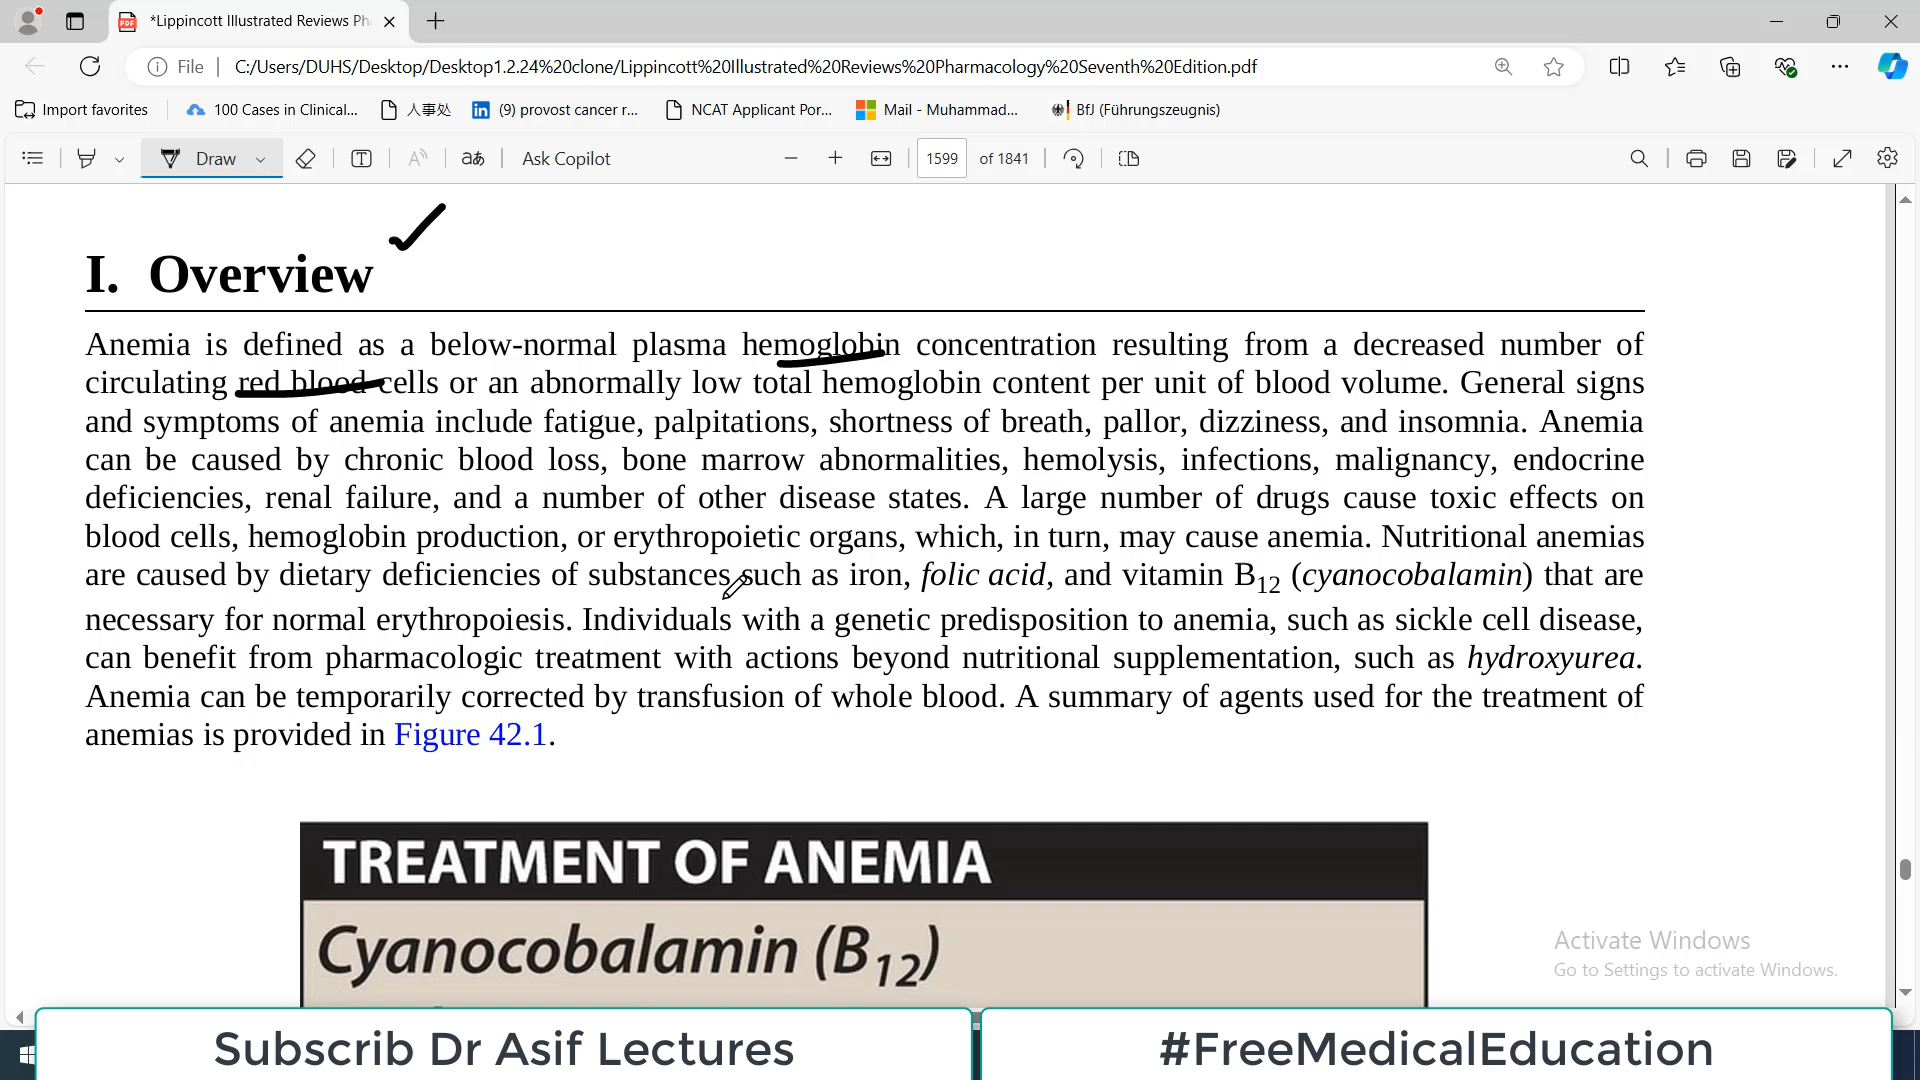 *Lippincott Illustrated Reviews Ph
File
C:/Users/DUHS/Desktop/Desktop1.2.24%20clone/Lippincott%20Illustrated%20Reviews%20Pharmacology%20Seventh%20Edition.pdf
Import favorites
100 Cases in Clinical...
人事处
(9) provost cancer r...
NCAT Applicant Por...
Mail - Muhammad...
BfJ (Führungszeugnis)
Draw
Ask Copilot
1599 of 1841
I. Overview
Anemia is defined as a below-normal plasma hemoglobin concentration resulting from a decreased number of
circulating red blood cells or an abnormally low total hemoglobin content per unit of blood volume. General signs
and symptoms of anemia include fatigue, palpitations, shortness of breath, pallor, dizziness, and insomnia. Anemia
can be caused by chronic blood loss, bone marrow abnormalities, hemolysis, infections, malignancy, endocrine
deficiencies, renal failure, and a number of other disease states. A large number of drugs cause toxic effects on
blood cells, hemoglobin production, or erythropoietic organs, which, in turn, may cause anemia. Nutritional anemias
are caused by dietary deficiencies of substances such as iron, folic acid, and vitamin B12 (cyanocobalamin) that are
necessary for normal erythropoiesis. Individuals with a genetic predisposition to anemia, such as sickle cell disease,
can benefit from pharmacologic treatment with actions beyond nutritional supplementation, such as hydroxyurea.
Anemia can be temporarily corrected by transfusion of whole blood. A summary of agents used for the treatment of
anemias is provided in Figure 42.1.
TREATMENT OF ANEMIA
Cyanocobalamin (B12)
Activate Windows
Go to Settings to activate Windows.
Subscrib Dr Asif Lectures
#FreeMedicalEducation